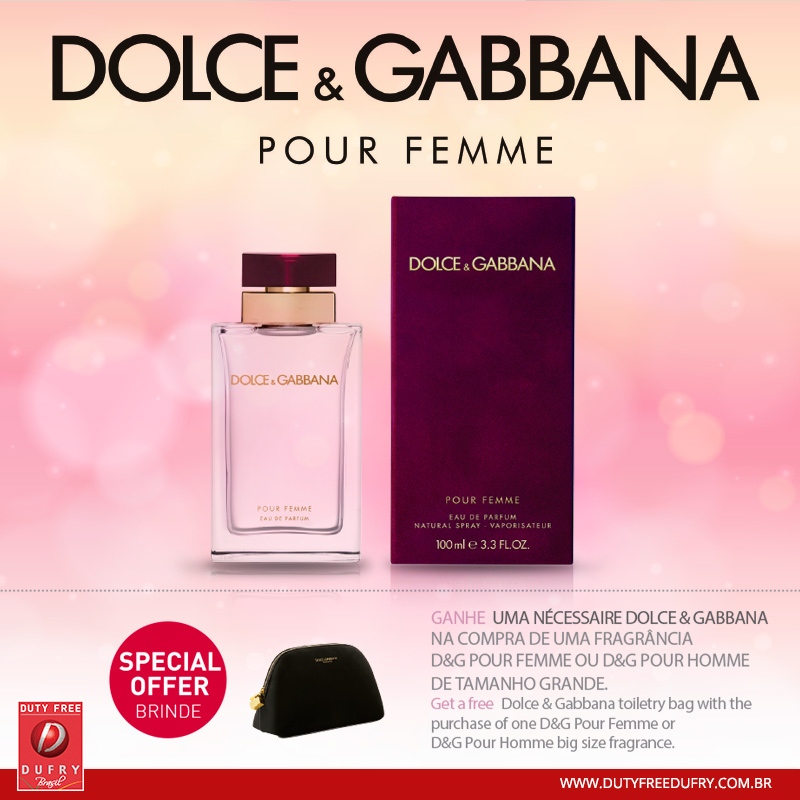 DOLCE & GABBANA
POUR FEMME
DOLCE & GABBANA
POUR FEMME
EAU DE PARFUM
DOLCE & GABBANA
POUR FEMME
EAU DE PARFUM
NATURAL SPRAY - VAPORISATEUR
100 ml ℮ 3.3 FL.OZ.
SPECIAL
OFFER
BRINDE
DOLCE & GABBANA
GANHE UMA NÉCESSAIRE DOLCE & GABBANA
NA COMPRA DE UMA FRAGRÂNCIA
D&G POUR FEMME OU D&G POUR HOMME
DE TAMANHO GRANDE.
Get a free Dolce & Gabbana toiletry bag with the
purchase of one D&G Pour Femme or
D&G Pour Homme big size fragrance.
DUTY FREE
DUFRY
Brasil
WWW.DUTYFREEDUFRY.COM.BR